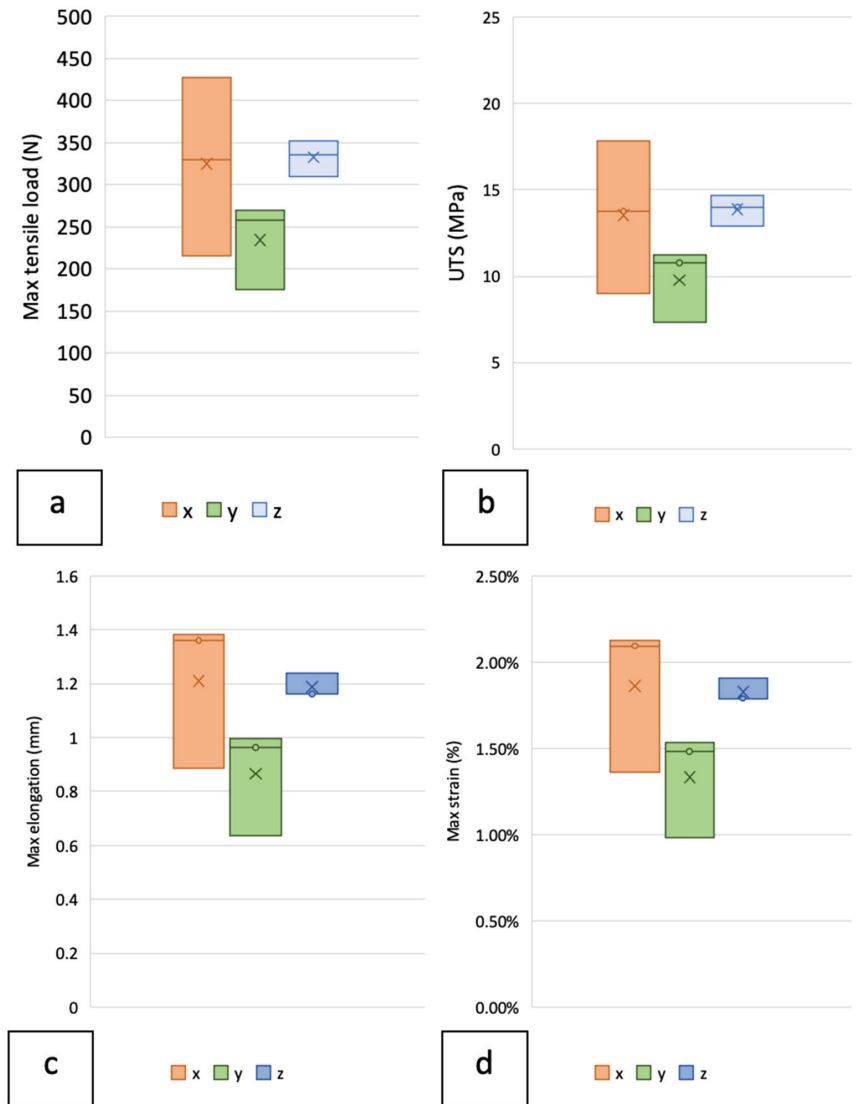 Max tensile load (N)
500
450
400
350
300
250
200
150
100
50
0
a
x y z
UTS (MPa)
25
20
15
10
5
0
b
x y z
Max elongation (mm)
1.6
1.4
1.2
1
0.8
0.6
0.4
0.2
0
c
x y z
Max strain (%)
2.50%
2.00%
1.50%
1.00%
0.50%
0.00%
d
x y z